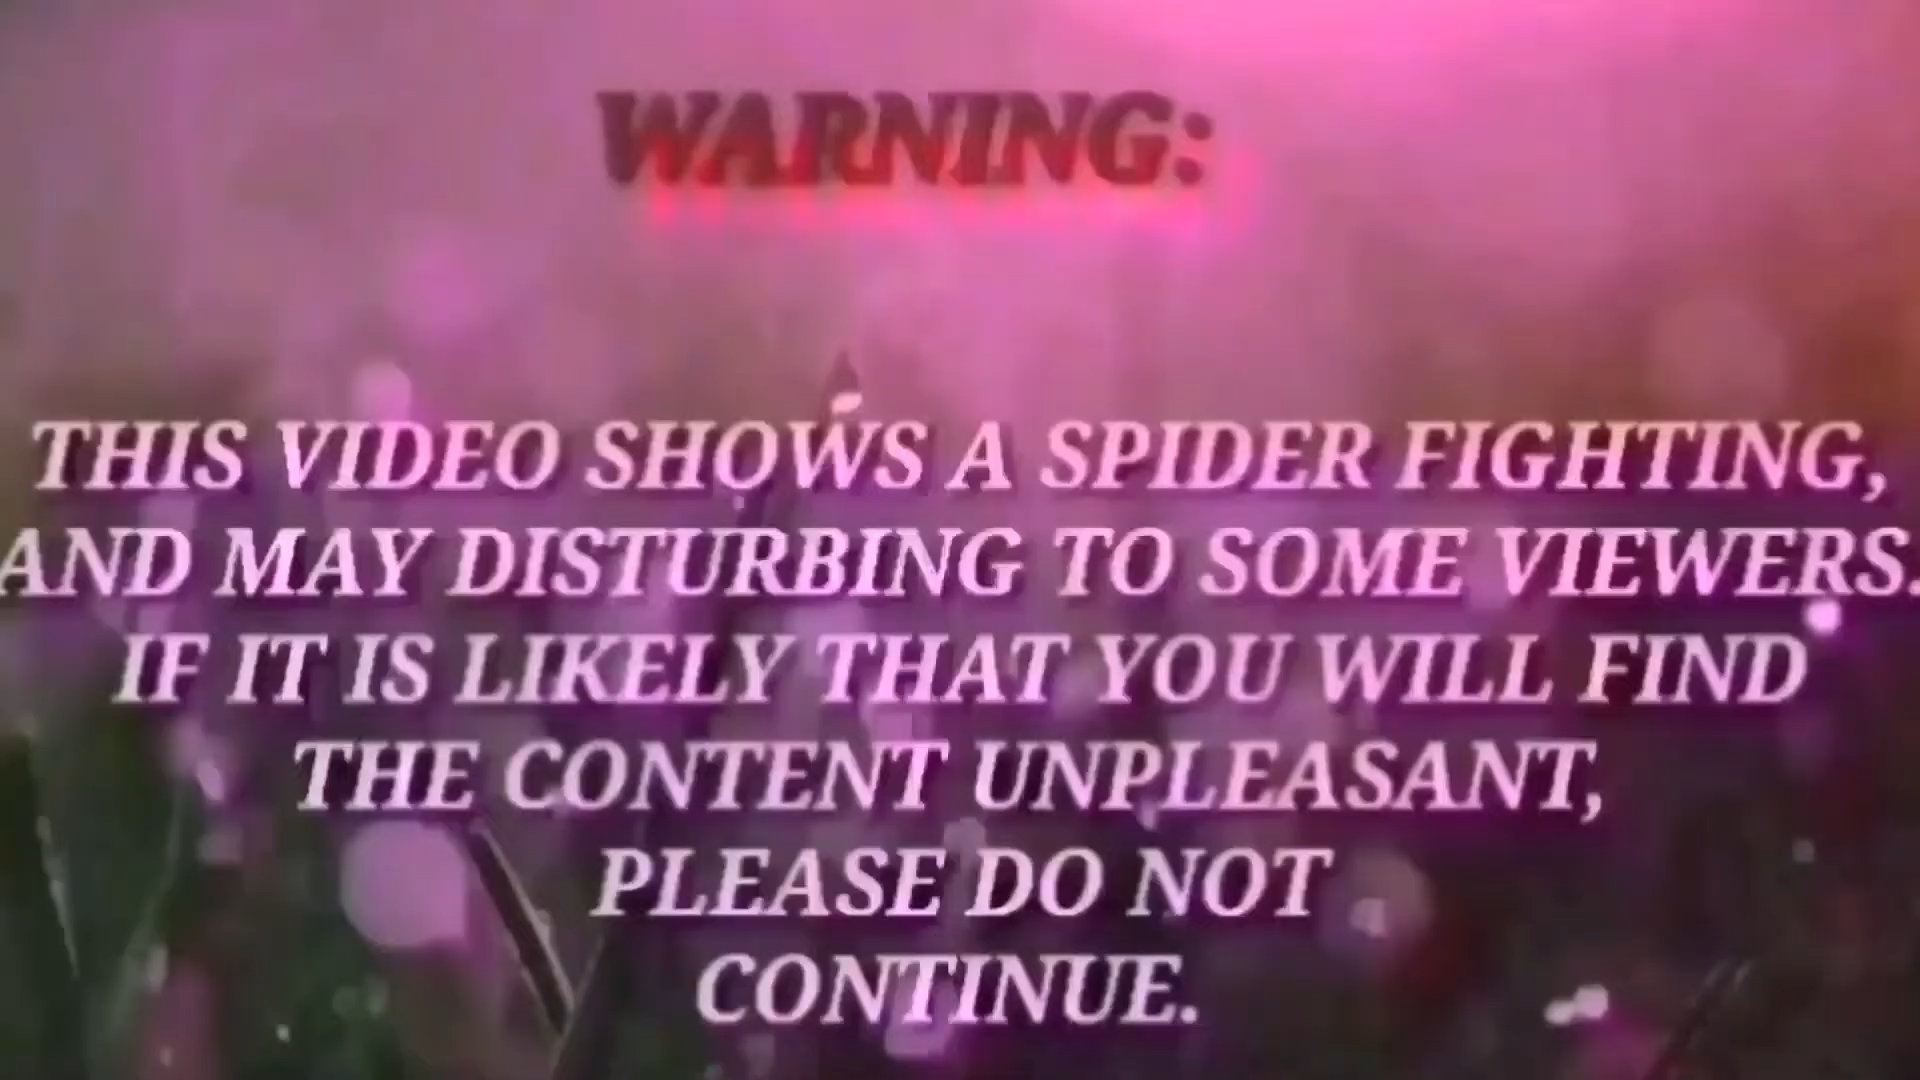 WARNING:
THIS VIDEO SHOWS A SPIDER FIGHTING,
AND MAY DISTURBING TO SOME VIEWERS.
IF IT IS LIKELY THAT YOU WILL FIND
THE CONTENT UNPLEASANT,
PLEASE DO NOT
CONTINUE.